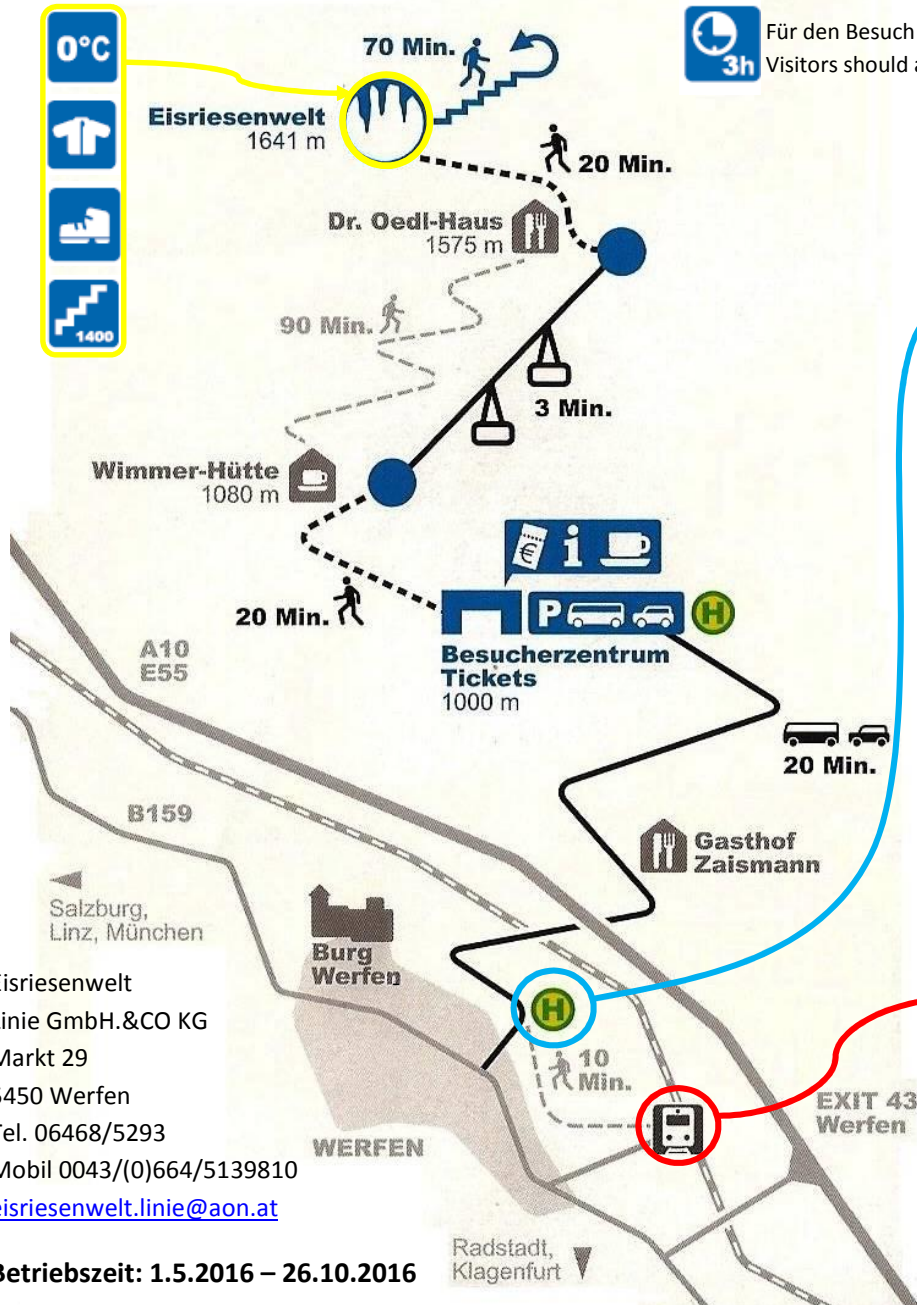 0°C
1400
70 Min.
3h
Für den Besuch
Visitors should a
Eisriesenwelt
1641 m
20 Min.
Dr. Oedl-Haus
1575 m
90 Min.
3 Min.
Wimmer-Hütte
1080 m
€ i
20 Min.
P
H
Besucherzentrum
Tickets
1000 m
A10
E55
20 Min.
B159
Gasthof
Zaismann
Salzburg,
Linz, München
Burg
Werfen
H
10
Min.
EXIT 43
Werfen
WERFEN
Eisriesenwelt
Linie GmbH.&CO KG
Markt 29
5450 Werfen
Tel. 06468/5293
Mobil 0043/(0)664/5139810
eisriesenwelt.linie@aon.at
Radstadt,
Klagenfurt
Betriebszeit: 1.5.2016 – 26.10.2016